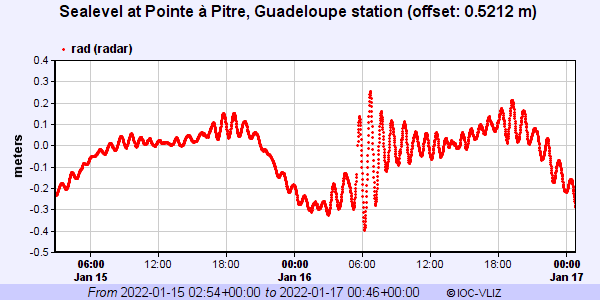 Sealevel at Pointe à Pitre, Guadeloupe station (offset: 0.5212 m)
rad (radar)
meters
0.4
0.3
0.2
0.1
0.0
-0.1
-0.2
-0.3
-0.4
-0.5
06:00 12:00 18:00 00:00 06:00 12:00 18:00 00:00
Jan 15 Jan 16 Jan 17
From 2022-01-15 02:54+00:00 to 2022-01-17 00:46+00:00 © IOC-VLIZ